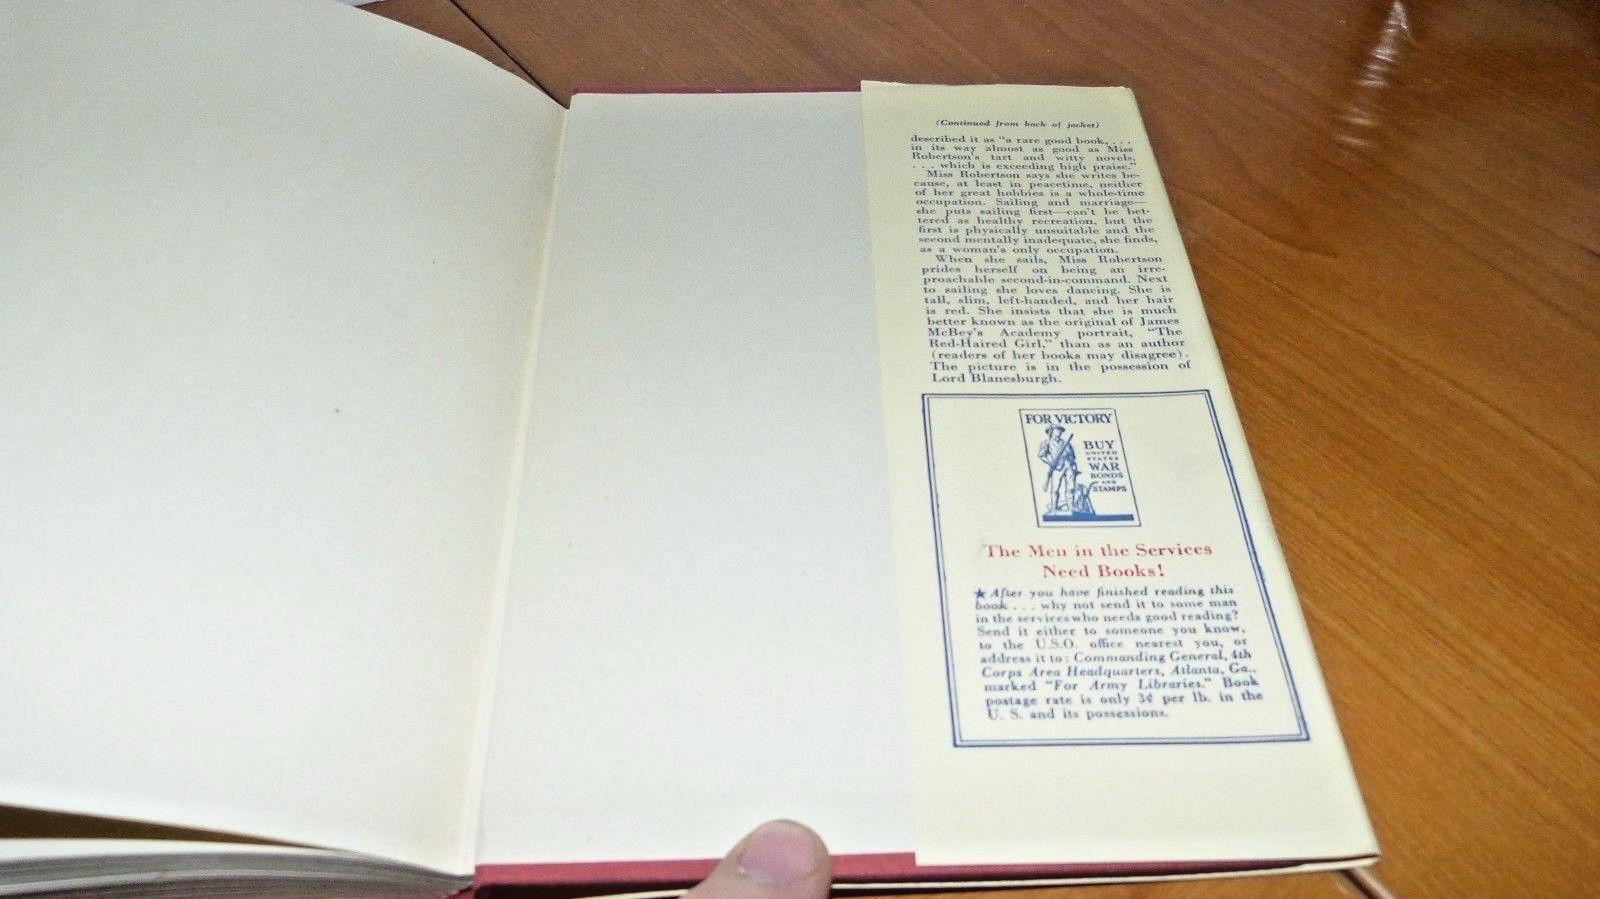 (Continued from back of jacket)
described it as "a rare good book, . . .
in its way almost as good as Miss
Robertson's tart and witty novels,
. . . which is exceeding high praise."
Miss Robertson says she writes be-
cause, at least in peacetime, neither
of her great hobbies is a whole-time
occupation. Sailing and marriage—
she puts sailing first—can't be bet-
tered as healthy recreation, but the
first is physically unsuitable and the
second mentally inadequate, she finds,
as a woman's only occupation.
When she sails, Miss Robertson
prides herself on being an irre-
proachable second-in-command. Next
to sailing she loves dancing. She is
tall, slim, left-handed, and her hair
is red. She insists that she is much
better known as the original of James
McBey's Academy portrait, "The
Red-Haired Girl," than as an author
(readers of her books may disagree).
The picture is in the possession of
Lord Blanesburgh.
FOR VICTORY
BUY
UNITED
STATES
WAR
BONDS
AND
STAMPS
The Men in the Services
Need Books!
★ After you have finished reading this
book . . . why not send it to some man
in the services who needs good reading?
Send it either to someone you know,
to the U.S.O. office nearest you, or
address it to: Commanding General, 4th
Corps Area Headquarters, Atlanta, Ga.,
marked "For Army Libraries." Book
postage rate is only 3¢ per lb. in the
U. S. and its possessions.